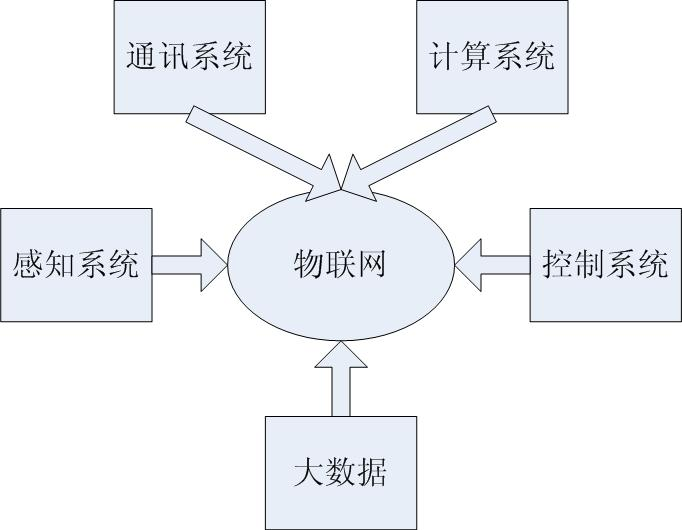 通讯系统
计算系统
感知系统
物联网
控制系统
大数据